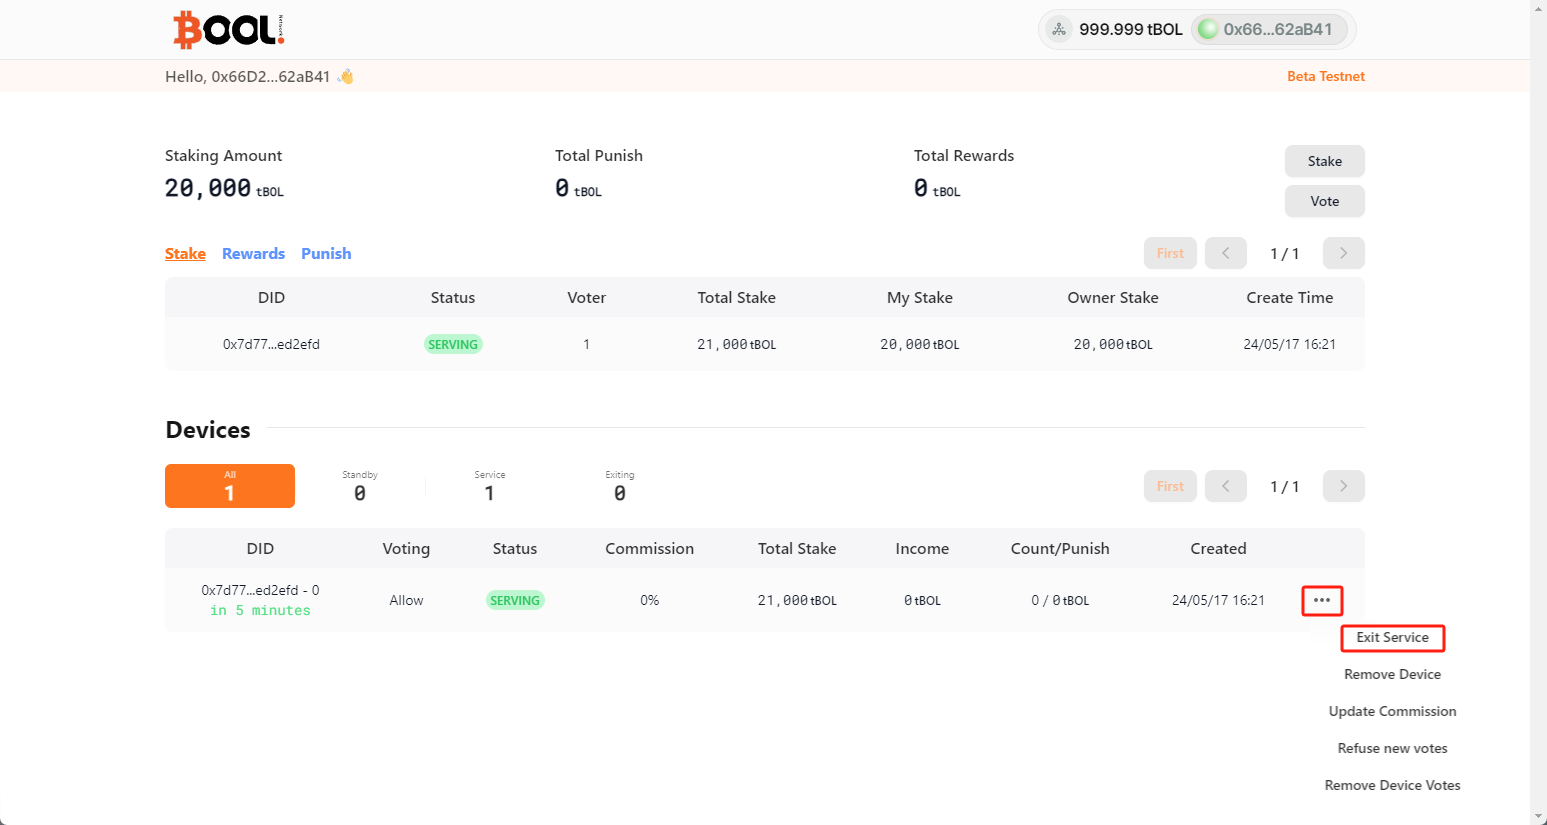 BOOL Network
999.999 tBOL 0x66...62aB41
Hello, 0x66D2...62aB41 👋
Beta Testnet
Staking Amount Total Punish Total Rewards
20,000 tBOL 0 tBOL 0 tBOL
Stake
Vote
Stake Rewards Punish First 1 / 1
DID Status Voter Total Stake My Stake Owner Stake Create Time
0x7d77...ed2efd SERVING 1 21,000 tBOL 20,000 tBOL 20,000 tBOL 24/05/17 16:21
Devices
All Standby Service Exiting
1 0 1 0 First 1 / 1
DID Voting Status Commission Total Stake Income Count/Punish Created
0x7d77...ed2efd - 0 Allow SERVING 0% 21,000 tBOL 0 tBOL 0 / 0 tBOL 24/05/17 16:21 •••
in 5 minutes
Exit Service
Remove Device
Update Commission
Refuse new votes
Remove Device Votes